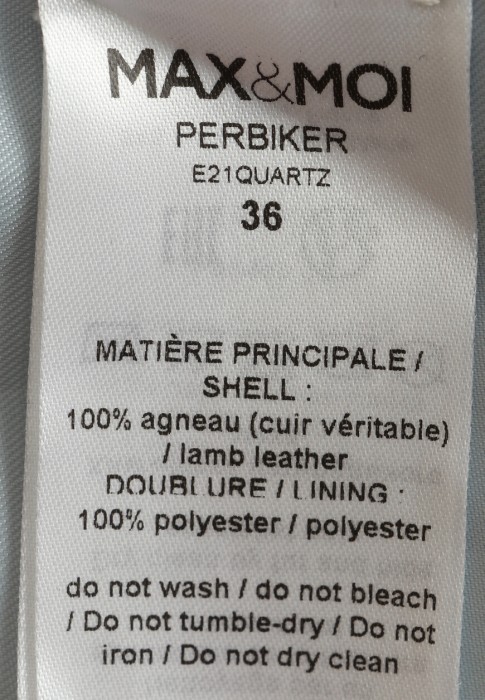 MAX&MOI
PERBIKER
E21QUARTZ
36
MATIÈRE PRINCIPALE /
SHELL :
100% agneau (cuir véritable)
/ lamb leather
DOUBLURE / LINING :
100% polyester / polyester
do not wash / do not bleach
/ Do not tumble-dry / Do not
iron / Do not dry clean